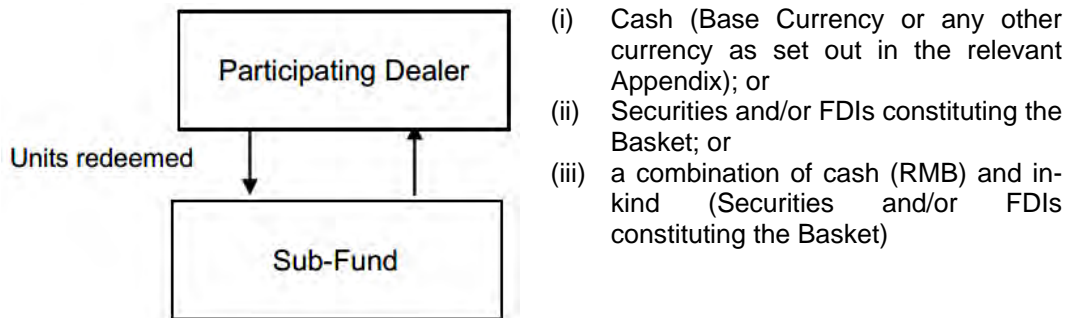 Participating Dealer
Units redeemed
Sub-Fund
(i) Cash (Base Currency or any other
currency as set out in the relevant
Appendix); or
(ii) Securities and/or FDIs constituting the
Basket; or
(iii) a combination of cash (RMB) and in-
kind (Securities and/or FDIs
constituting the Basket)